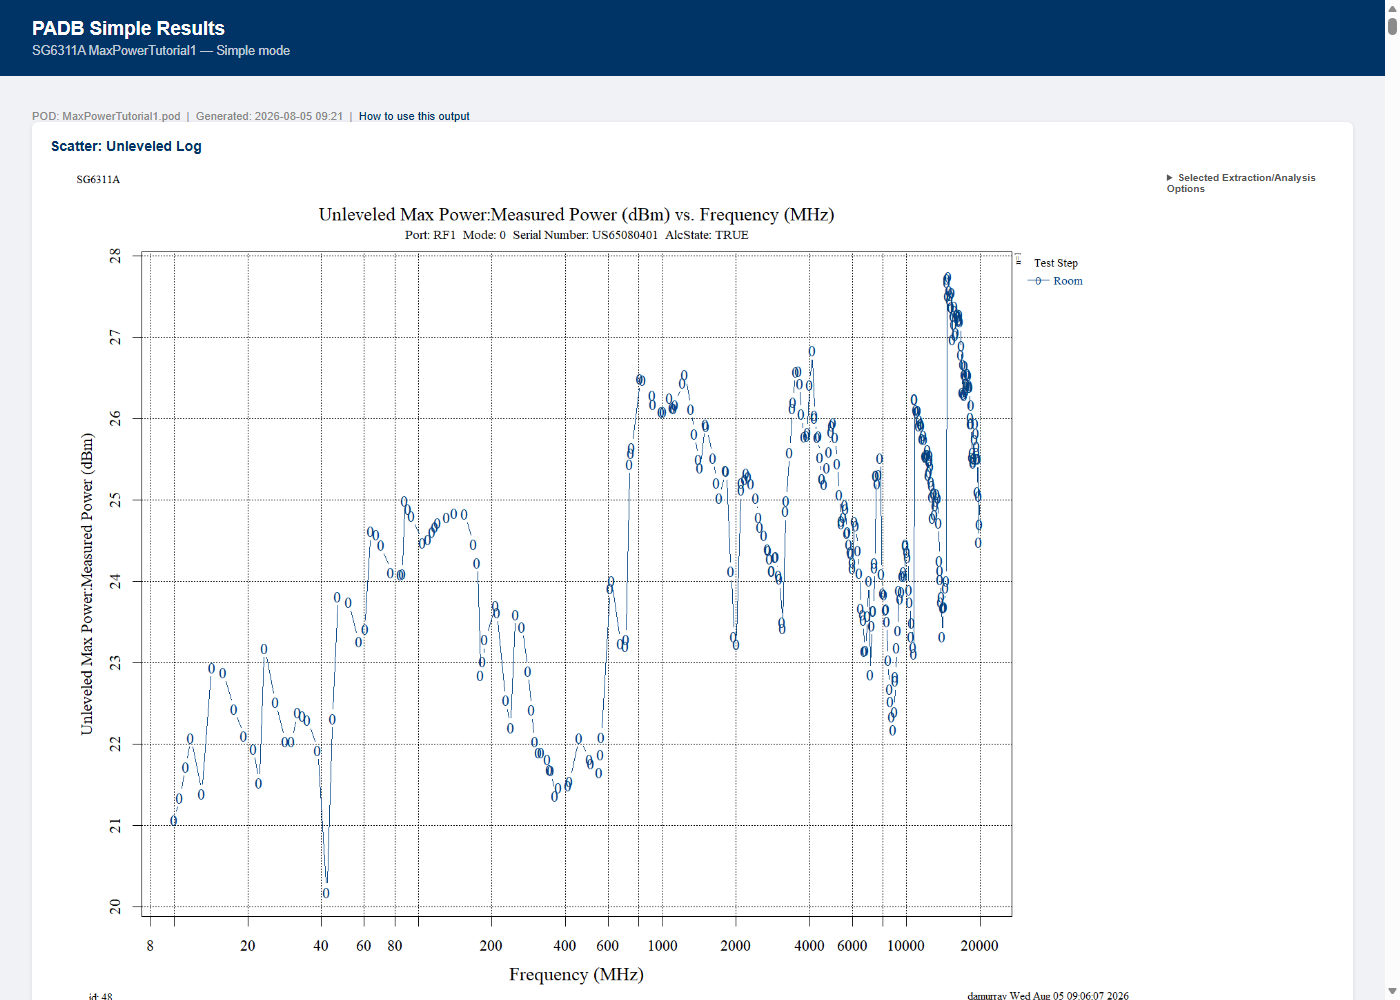 PADB Simple Results
SG6311A MaxPowerTutorial1 — Simple mode
POD: MaxPowerTutorial1.pod | Generated: 2026-08-05 09:21 | How to use this output
Scatter: Unleveled Log
SG6311A
▶ Selected Extraction/Analysis Options
Unleveled Max Power:Measured Power (dBm) vs. Frequency (MHz)
Port: RF1 Mode: 0 Serial Number: US65080401 AlcState: TRUE
Test Step
0 Room
Unleveled Max Power:Measured Power (dBm)
28
27
26
25
24
23
22
21
20
8 20 40 60 80 200 400 600 1000 2000 4000 6000 10000 20000
Frequency (MHz)
id: 48
damurray Wed Aug 05 09:06:07 2026